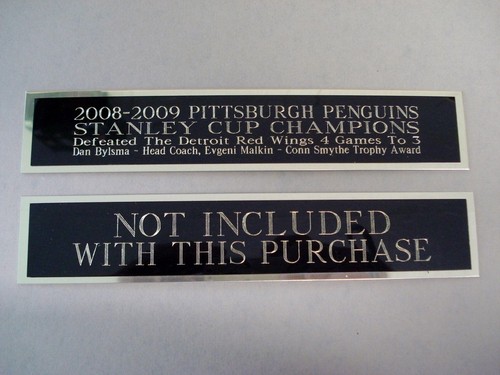 2008-2009 PITTSBURGH PENGUINS
STANLEY CUP CHAMPIONS
Defeated The Detroit Red Wings 4 Games To 3
Dan Bylsma - Head Coach, Evgeni Malkin - Conn Smythe Trophy Award
NOT INCLUDED
WITH THIS PURCHASE